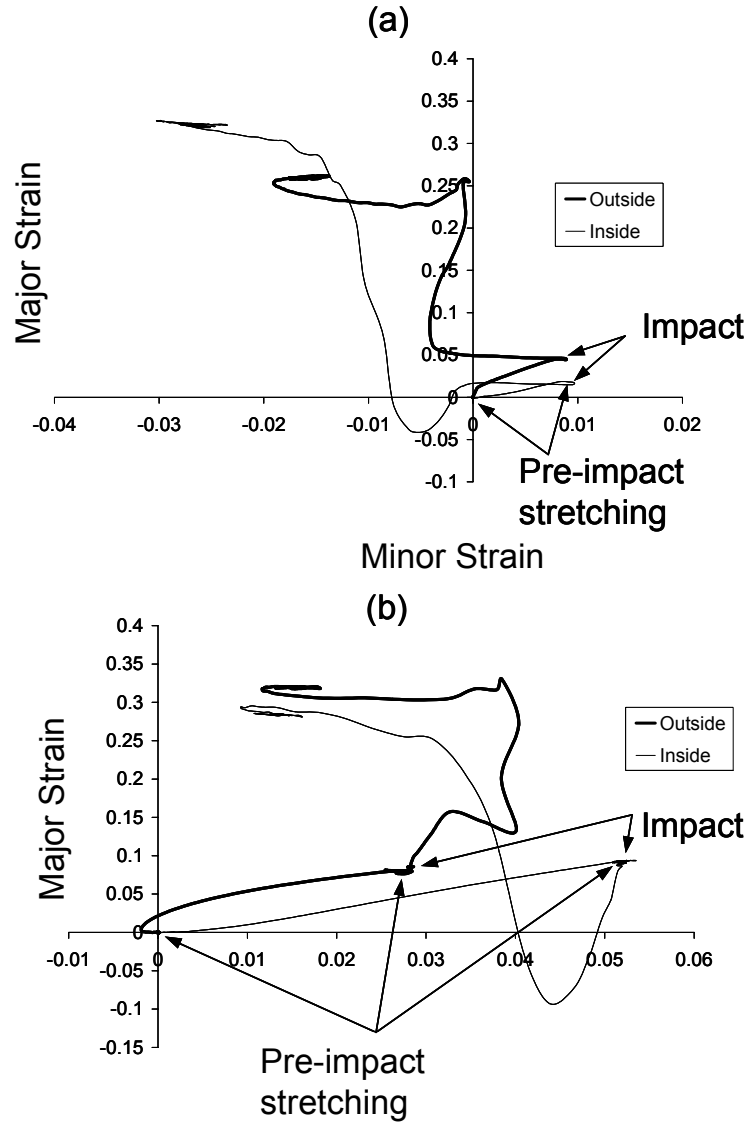 (a)
0.4
0.35
0.3
0.25
0.2
0.15
0.1
0.05
0
-0.05
-0.1
-0.04
-0.03
-0.02
-0.01
0
0.01
0.02
Major Strain
Outside
Inside
Impact
Pre-impact
stretching
Minor Strain
(b)
0.4
0.35
0.3
0.25
0.2
0.15
0.1
0.05
0
-0.05
-0.1
-0.15
-0.01
0
0.01
0.02
0.03
0.04
0.05
0.06
Major Strain
Outside
Inside
Impact
Pre-impact
stretching